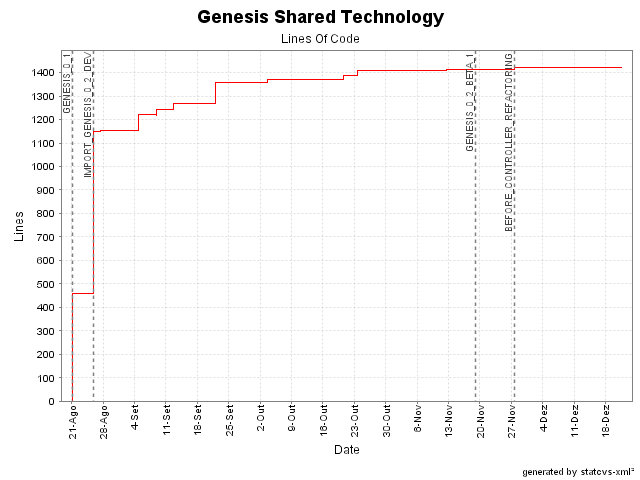 Genesis Shared Technology
Lines Of Code
GENESIS_0_1
IMPORT_GENESIS_0_2_DEV
GENESIS_0_2_BETA_1
BEFORE_CONTROLLER_REFACTORING
Lines
1400
1300
1200
1100
1000
900
800
700
600
500
400
300
200
100
0
21-Ago
28-Ago
4-Set
11-Set
18-Set
25-Set
2-Out
9-Out
16-Out
23-Out
30-Out
6-Nov
13-Nov
20-Nov
27-Nov
4-Dez
11-Dez
18-Dez
Date
generated by statcvs-xml²